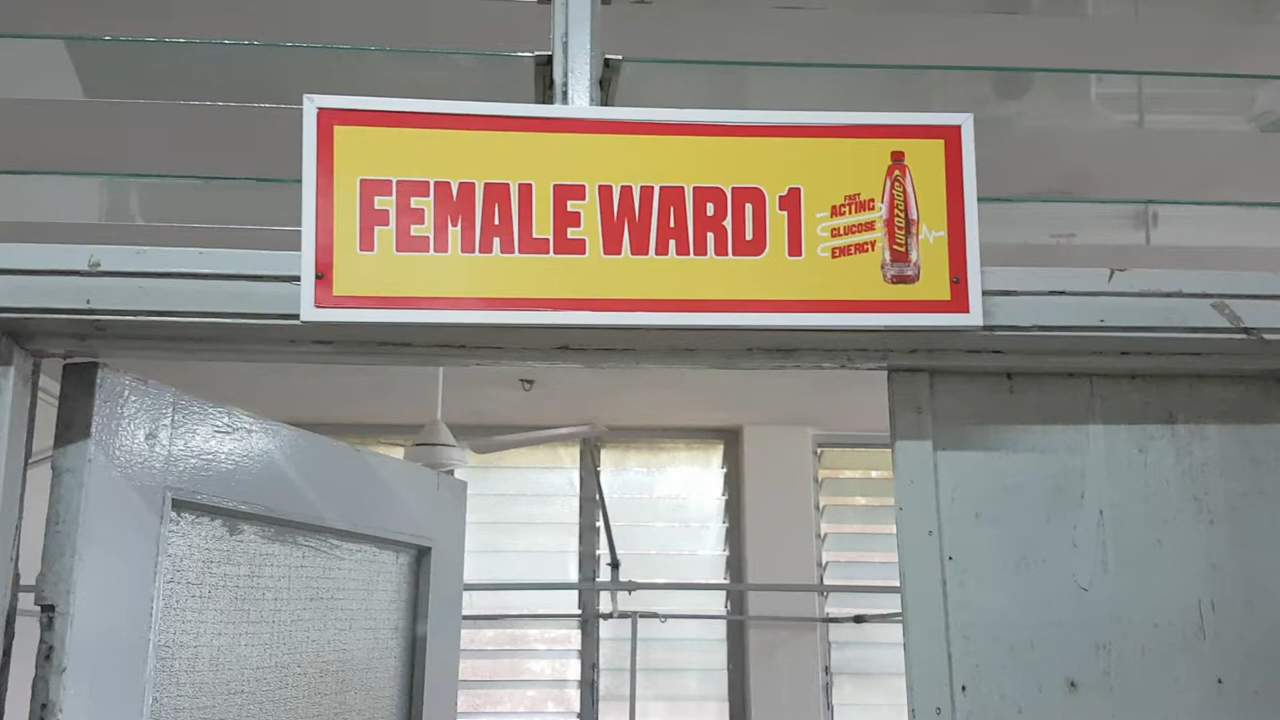 FEMALE WARD 1
FAST
ACTING
GLUCOSE
ENERGY
Lucozade